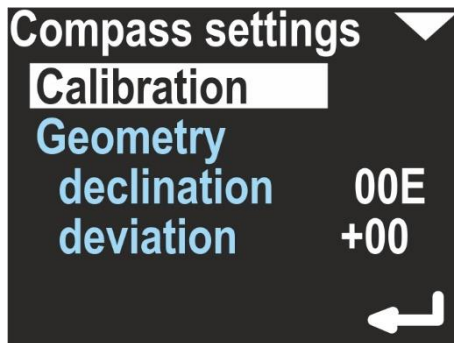 Compass settings
Calibration
Geometry
declination 00E
deviation +00